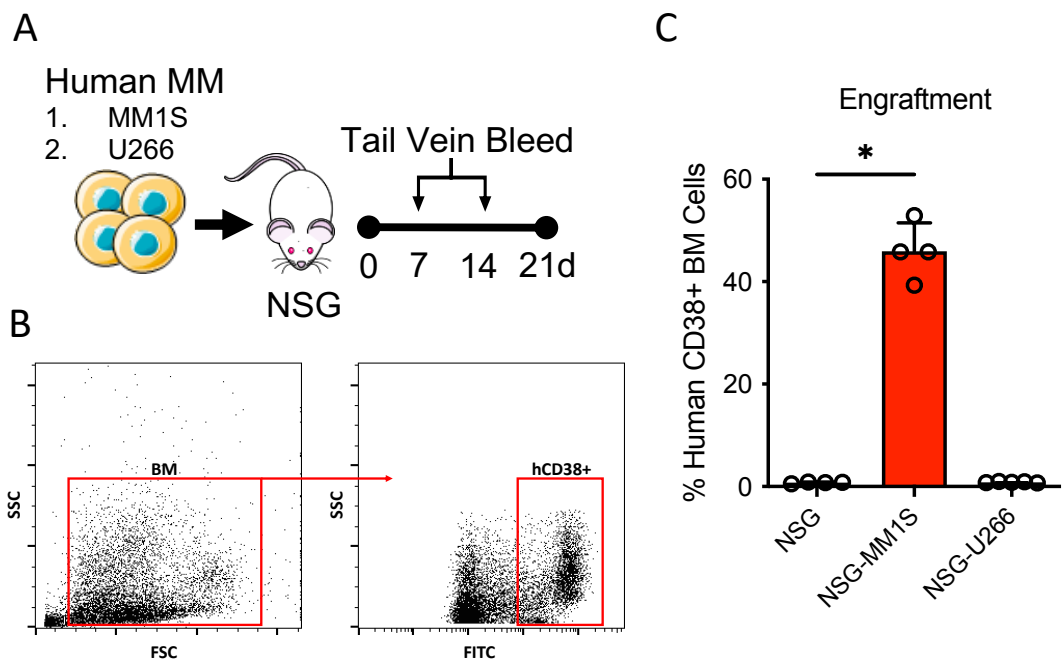 A
Human MM
1. MM1S
2. U266
NSG
Tail Vein Bleed
0 7 14 21d
B
SSC
BM
FSC
SSC
hCD38+
FITC
C
Engraftment
*
% Human CD38+ BM Cells
60
40
20
0
NSG
NSG-MM1S
NSG-U266